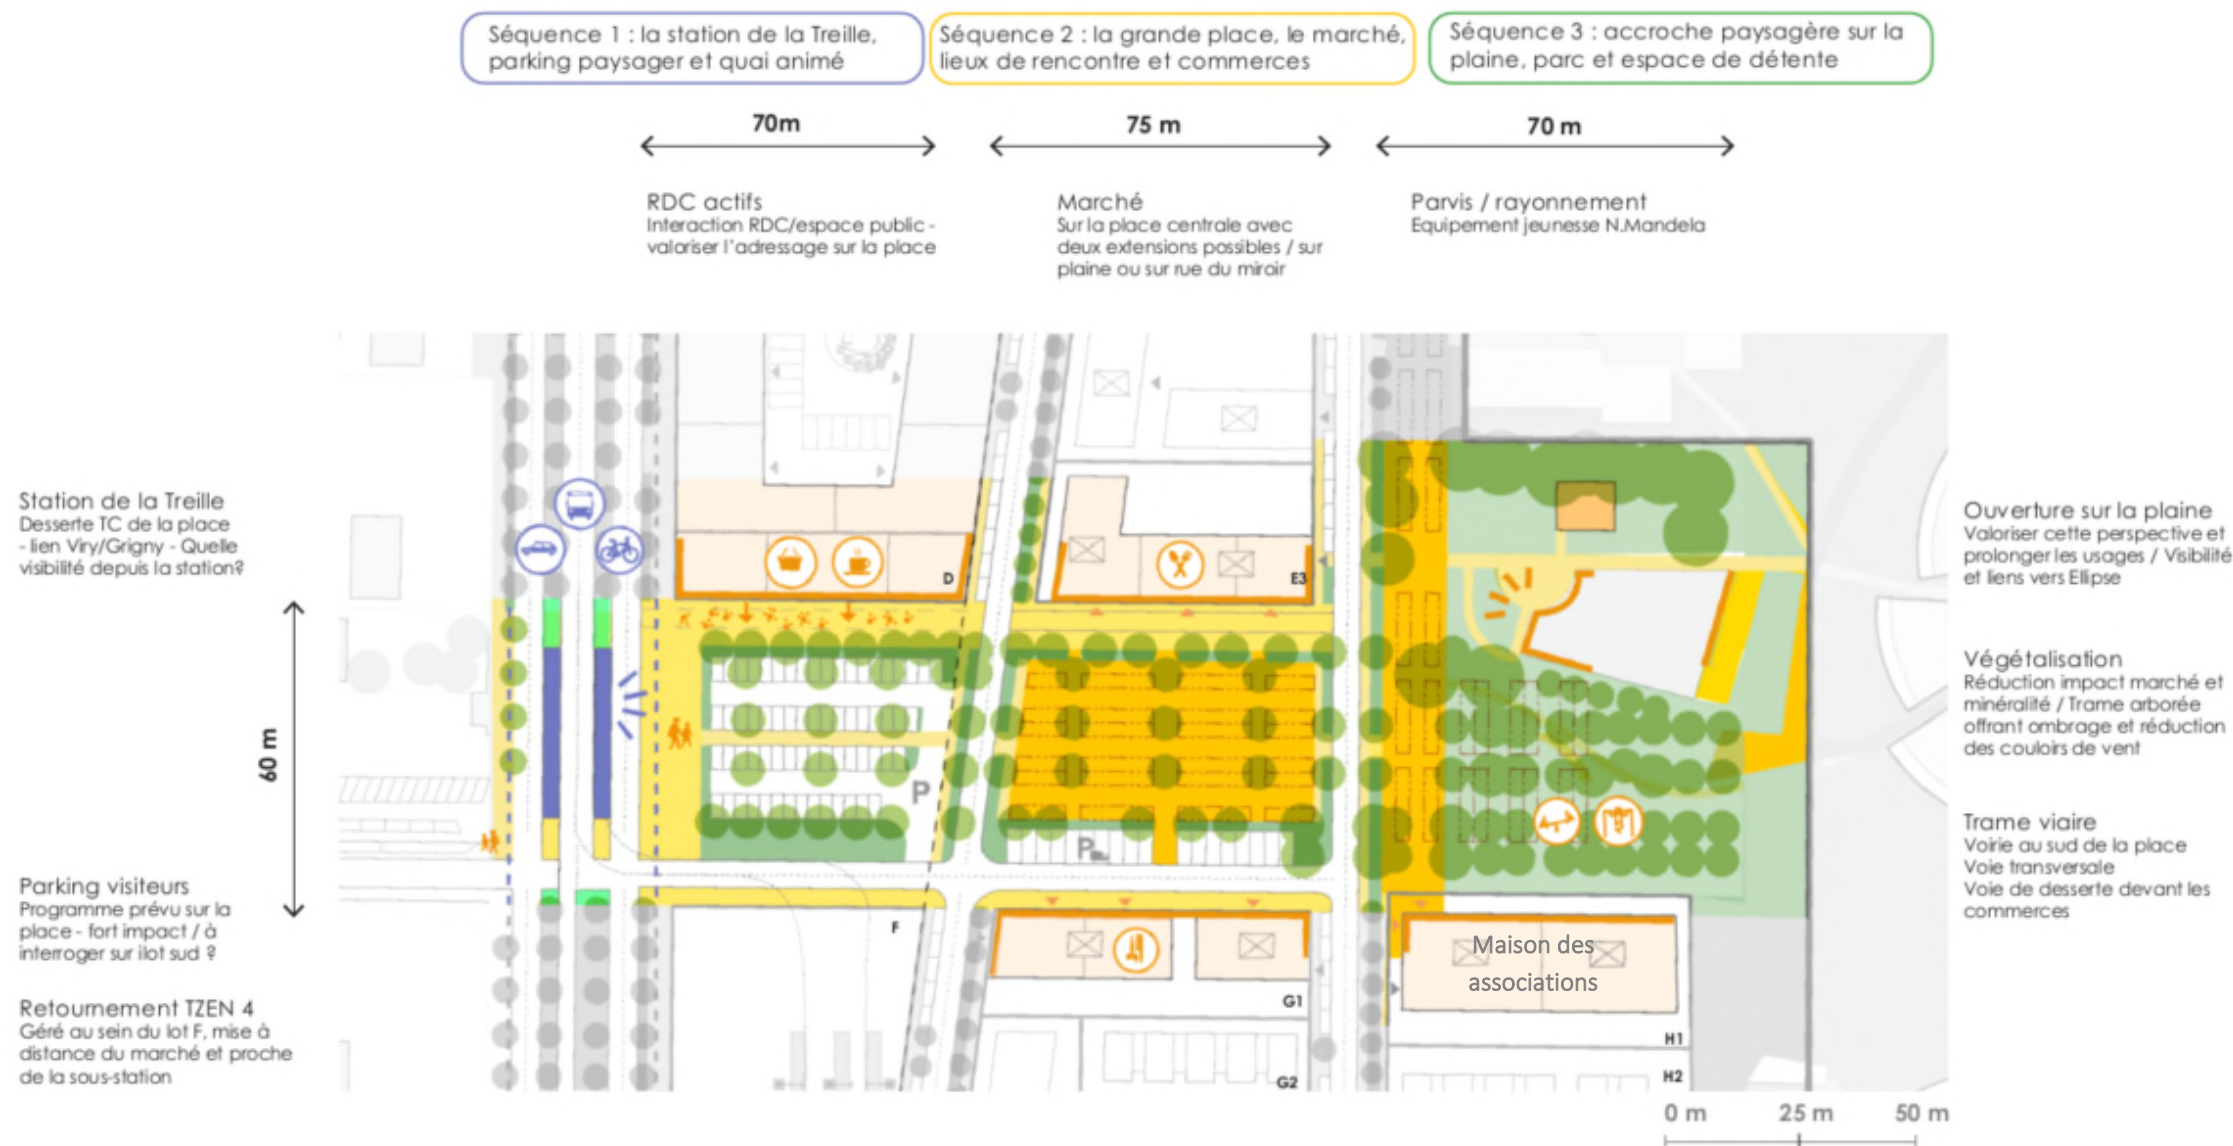 Séquence 1 : la station de la Treille,
parking paysager et quai animé
Séquence 2 : la grande place, le marché,
lieux de rencontre et commerces
Séquence 3 : accroche paysagère sur la
plaine, parc et espace de détente
70m
75 m
70 m
RDC actifs
Interaction RDC/espace public -
valoriser l'adressage sur la place
Marché
Sur la place centrale avec
deux extensions possibles / sur
plaine ou sur rue du miroir
Parvis / rayonnement
Equipement jeunesse N.Mandela
Station de la Treille
Desserte TC de la place
- lien Viry/Grigny - Quelle
visibilité depuis la station?
60 m
Parking visiteurs
Programme prévu sur la
place - fort impact / à
interroger sur ilot sud ?
Retournement TZEN 4
Géré au sein du lot F, mise à
distance du marché et proche
de la sous-station
D
E3
P
P
F
G1
G2
Maison des
associations
H1
H2
Ouverture sur la plaine
Valoriser cette perspective et
prolonger les usages / Visibilité
et liens vers Ellipse
Végétalisation
Réduction impact marché et
minéralité / Trame arborée
offrant ombrage et réduction
des couloirs de vent
Trame viaire
Voirie au sud de la place
Voie transversale
Voie de desserte devant les
commerces
0 m 25 m 50 m